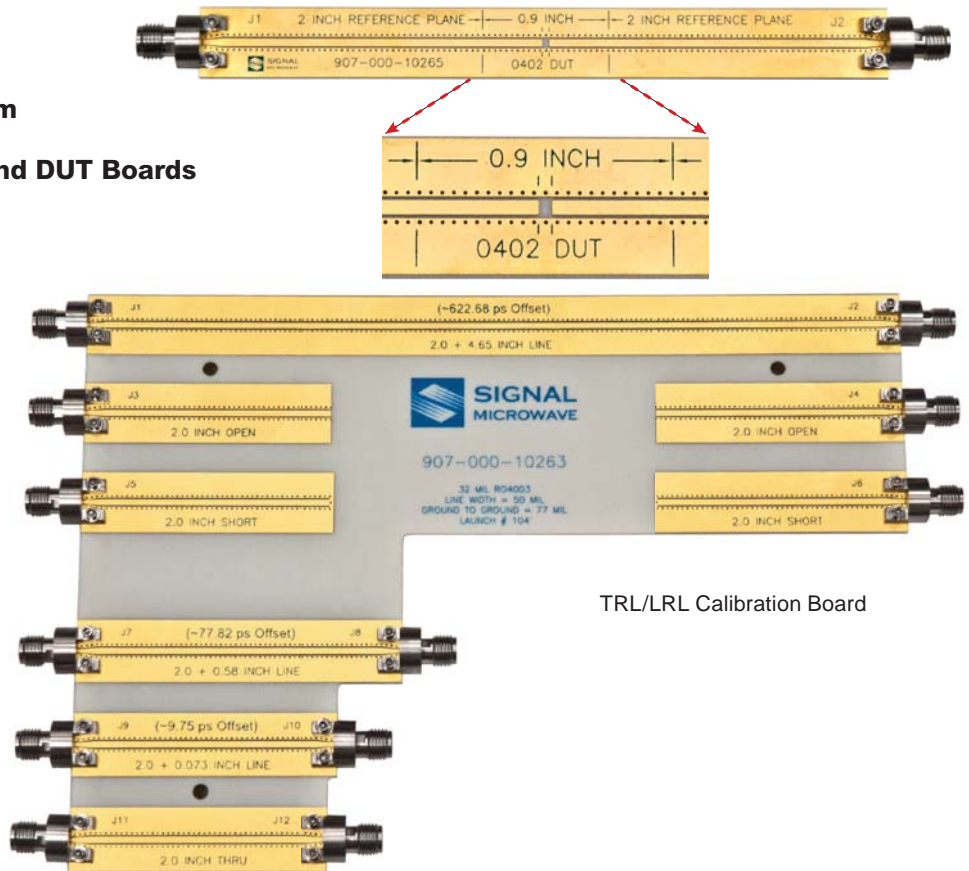 J1 2 INCH REFERENCE PLANE 0.9 INCH 2 INCH REFERENCE PLANE J2
SIGNAL
MICROWAVE
907-000-10265
0402 DUT
m
nd DUT Boards
0.9 INCH
0402 DUT
J1 (~622.68 ps Offset) J2
2.0 + 4.65 INCH LINE
J3
2.0 INCH OPEN
SIGNAL
MICROWAVE
J4
2.0 INCH OPEN
907-000-10263
32 MIL RO4003
LINE WIDTH = 50 MIL
GROUND TO GROUND = 77 MIL
LAUNCH # 104
J5
2.0 INCH SHORT
J6
2.0 INCH SHORT
TRL/LRL Calibration Board
J7 (~77.82 ps Offset) J8
2.0 + 0.58 INCH LINE
J9 (~9.75 ps Offset) J10
2.0 + 0.073 INCH LINE
J11 J12
2.0 INCH THRU